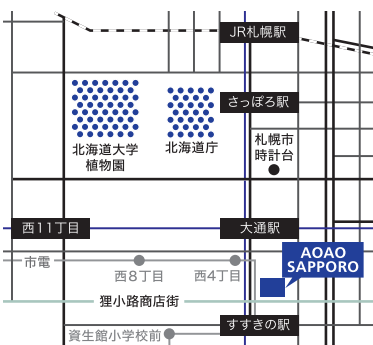 JR札幌駅
さっぽろ駅
北海道大学
植物園
北海道庁
札幌市
時計台
西11丁目
大通駅
AOAO
SAPPORO
市電
西8丁目
西4丁目
狸小路商店街
すすきの駅
資生館小学校前